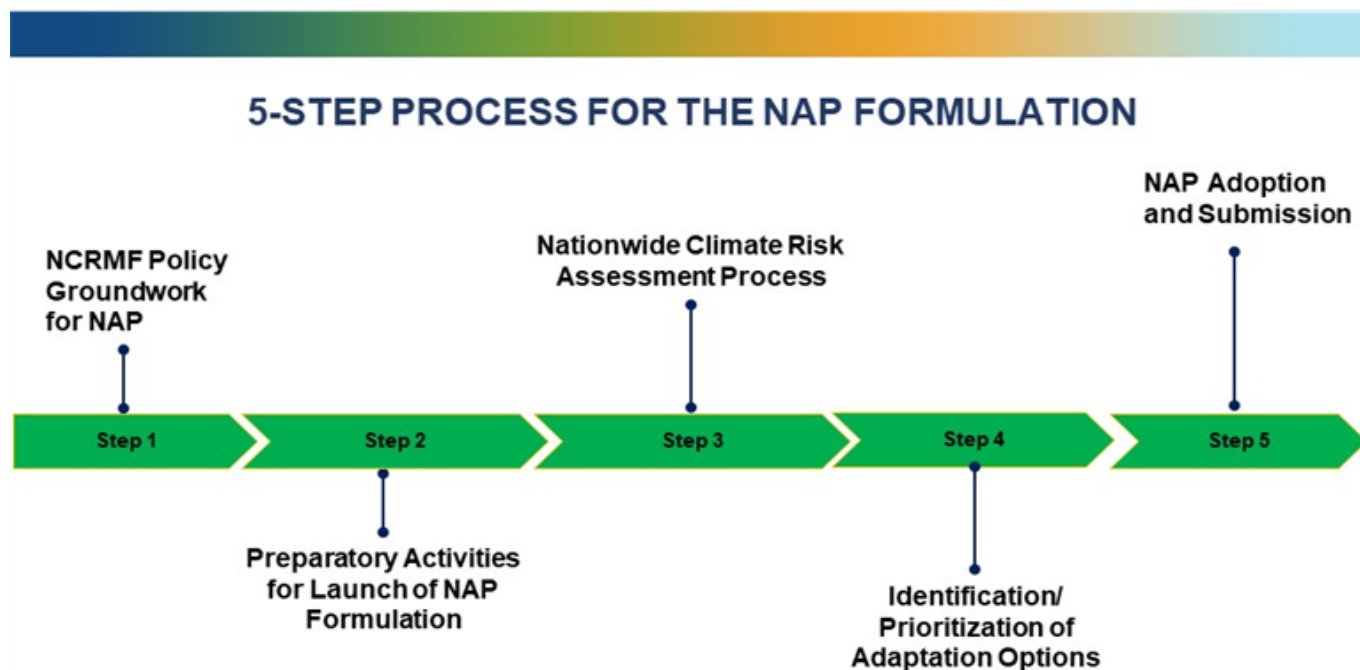 5-STEP PROCESS FOR THE NAP FORMULATION
NCRMF Policy
Groundwork
for NAP
Nationwide Climate Risk
Assessment Process
NAP Adoption
and Submission
Step 1
Step 2
Step 3
Step 4
Step 5
Preparatory Activities
for Launch of NAP
Formulation
Identification/
Prioritization of
Adaptation Options